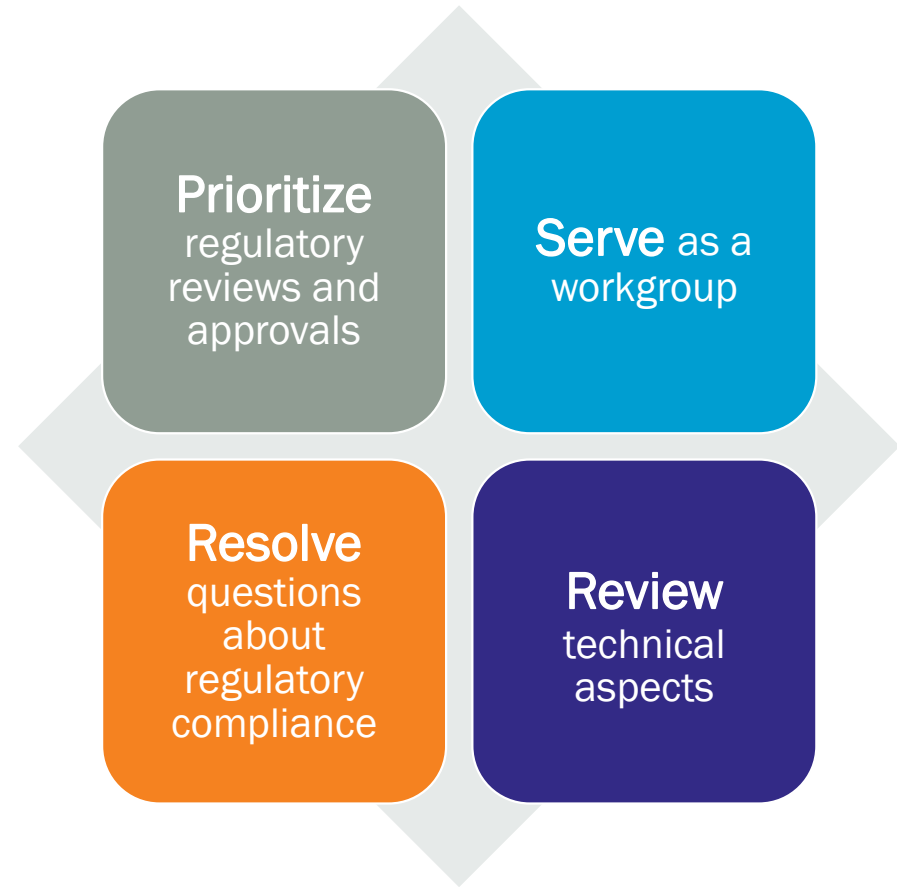 Prioritize
regulatory
reviews and
approvals
Serve as a
workgroup
Resolve
questions
about
regulatory
compliance
Review
technical
aspects